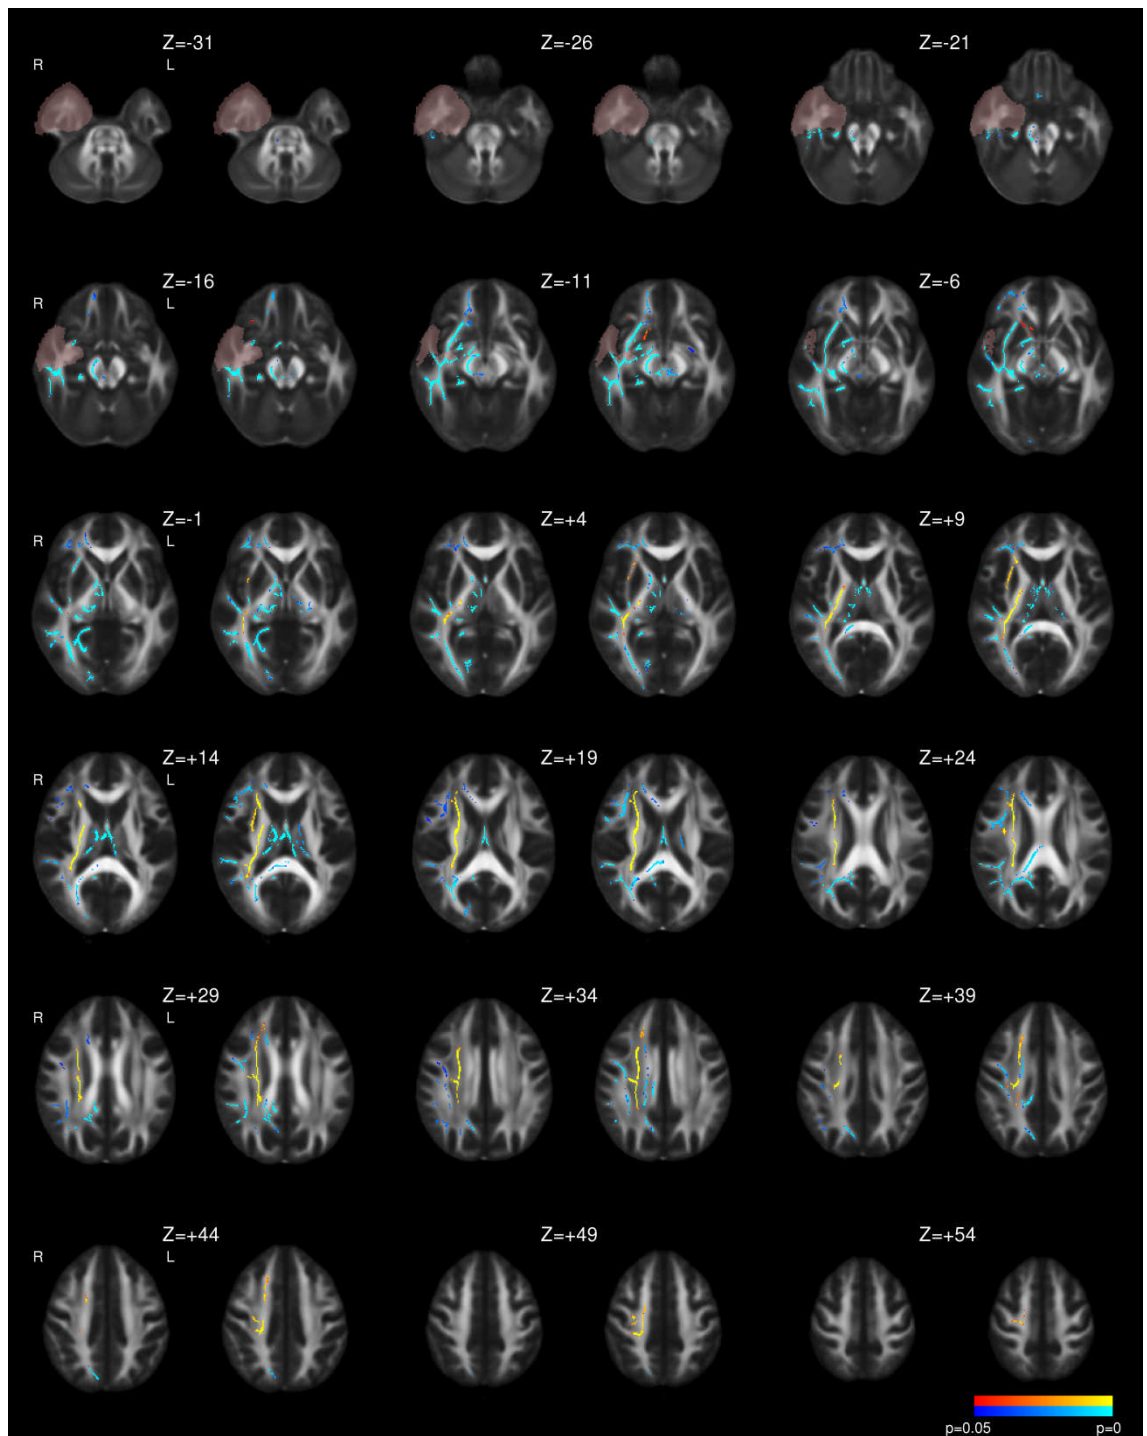 Z=-31 Z=-26 Z=-21
R L
Z=-16 Z=-11 Z=-6
R L
Z=-1 Z=+4 Z=+9
R L
Z=+14 Z=+19 Z=+24
R L
Z=+29 Z=+34 Z=+39
R L
Z=+44 Z=+49 Z=+54
R L
p=0.05 p=0